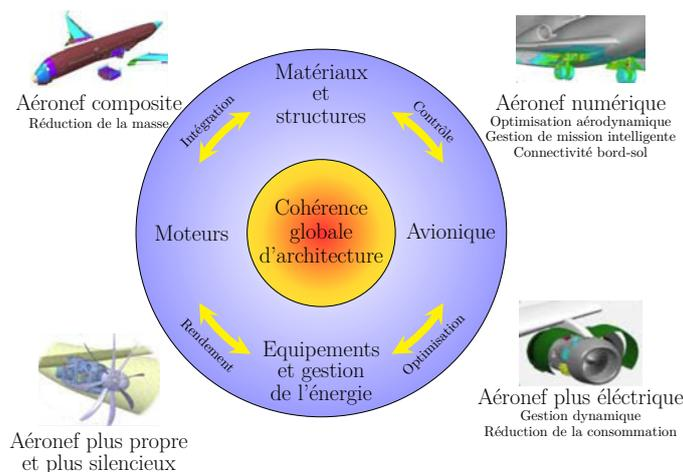 Matériaux
et
structures
Aéronef composite
Réduction de la masse
Intégration
Contrôle
Aéronef numérique
Optimisation aérodynamique
Gestion de mission intelligente
Connectivité bord-sol
Moteurs
Cohérence
globale
d'architecture
Avionique
Rendement
Equipements
et gestion
de l'énergie
Optimisation
Aéronef plus propre
et plus silencieux
Aéronef plus éléctrique
Gestion dynamique
Réduction de la consommation